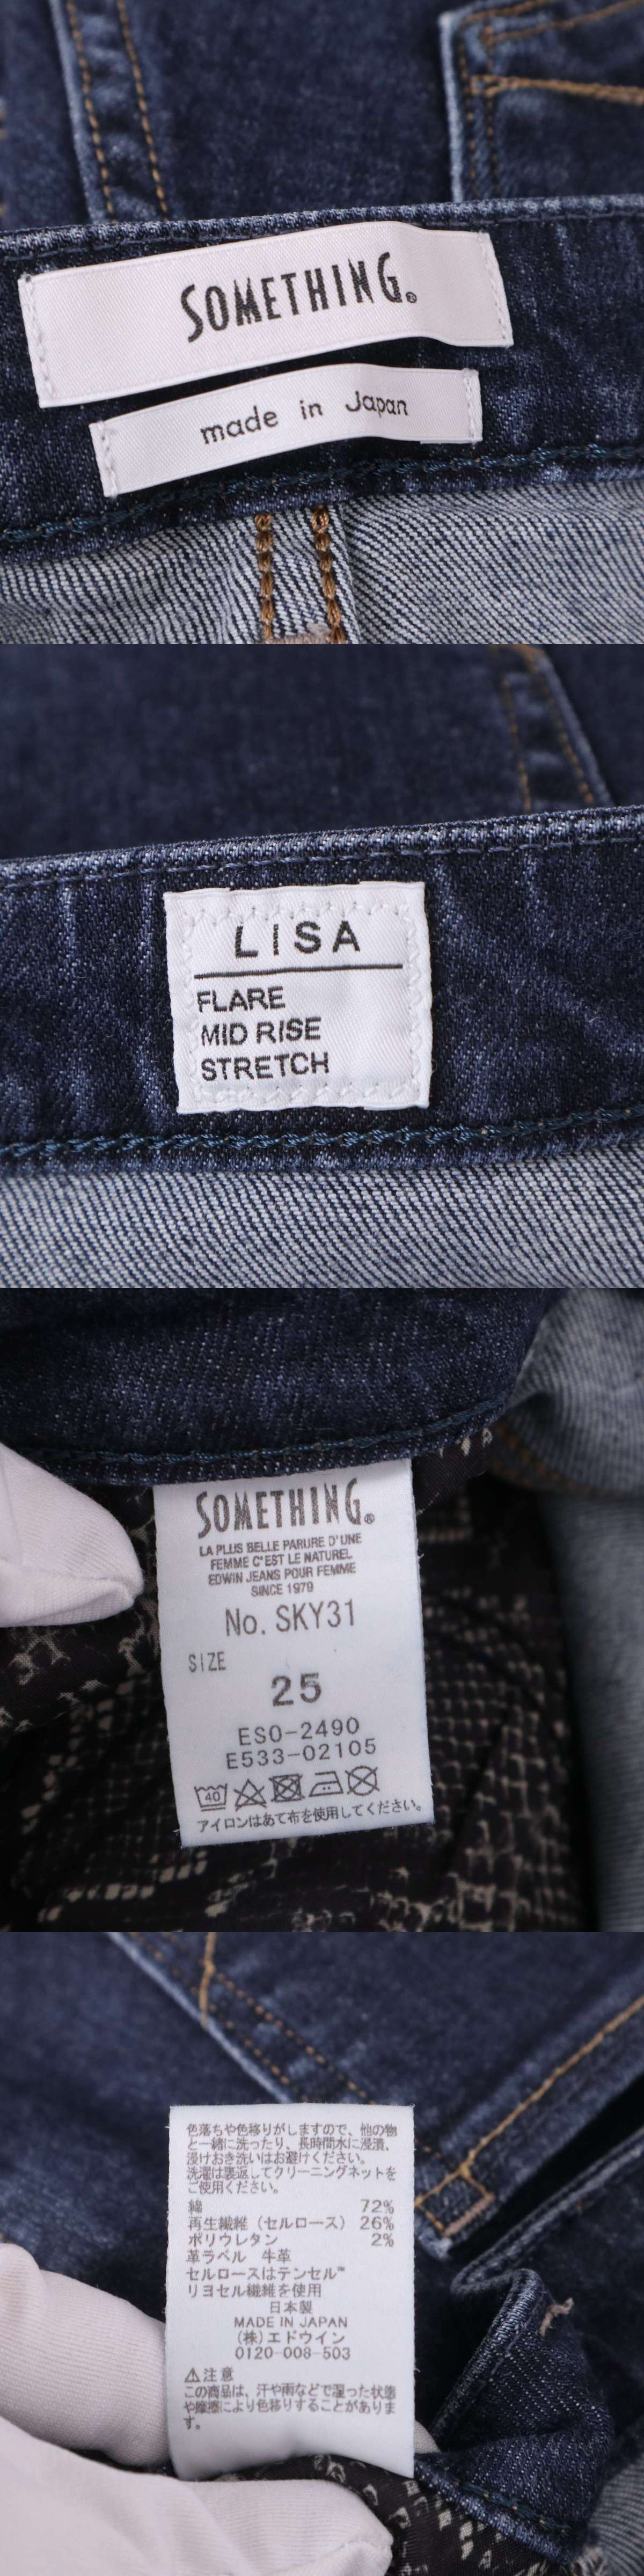 SOMETHING®
made in Japan
LISA
FLARE
MID RISE
STRETCH
SOMETHING®
LA PLUS BELLE PARURE D'UNE
FEMME C'EST LE NATUREL
EDWIN JEANS POUR FEMME
SINCE 1979
No. SKY31
SIZE
25
ES0-2490
E533-02105
40
アイロンはあて布を使用してください。
色落ちや色移りがしますので、他の物
と一緒に洗ったり、長時間水に浸漬、
浸けおき洗いはお避けください。
洗濯は裏返してクリーニングネットを
ご使用ください。
綿 72%
再生繊維(セルロース) 26%
ポリウレタン 2%
革ラベル 牛革
セルロースはテンセル™
リヨセル繊維を使用
日本製
MADE IN JAPAN
(株)エドウイン
0120-008-503
⚠注意
この商品は、汗や雨などで湿った状態
や摩擦により色移りすることがありま
す。